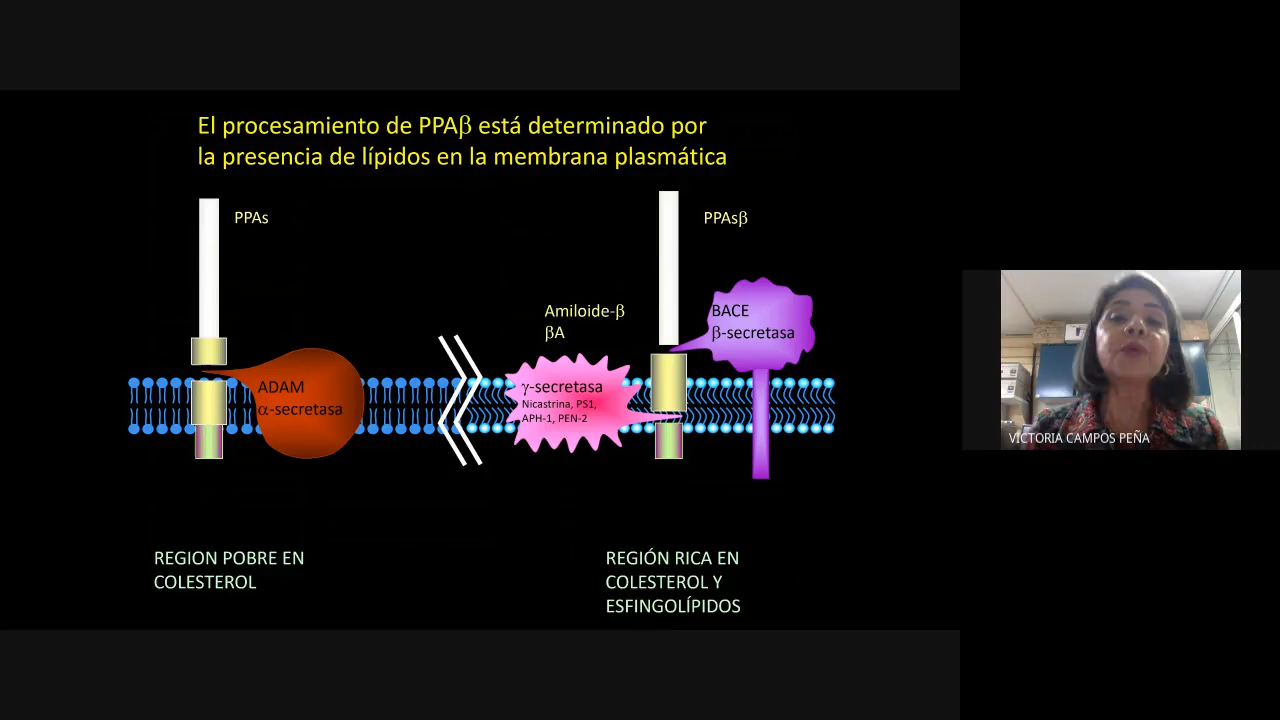 El procesamiento de PPAβ está determinado por
la presencia de lípidos en la membrana plasmática
PPAs
PPAsβ
Amiloide-β
βA
BACE
β-secretasa
ADAM
α-secretasa
γ-secretasa
Nicastrina, PS1,
APH-1, PEN-2
REGION POBRE EN
COLESTEROL
REGIÓN RICA EN
COLESTEROL Y
ESFINGOLÍPIDOS
VICTORIA CAMPOS PEÑA